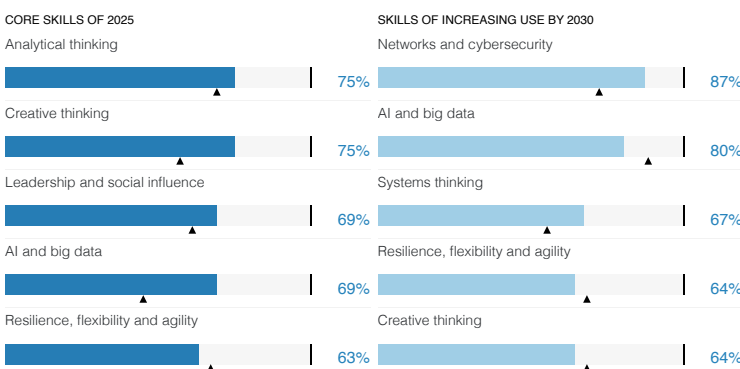 CORE SKILLS OF 2025
Analytical thinking
75%
Creative thinking
75%
Leadership and social influence
69%
AI and big data
69%
Resilience, flexibility and agility
63%
SKILLS OF INCREASING USE BY 2030
Networks and cybersecurity
87%
AI and big data
80%
Systems thinking
67%
Resilience, flexibility and agility
64%
Creative thinking
64%